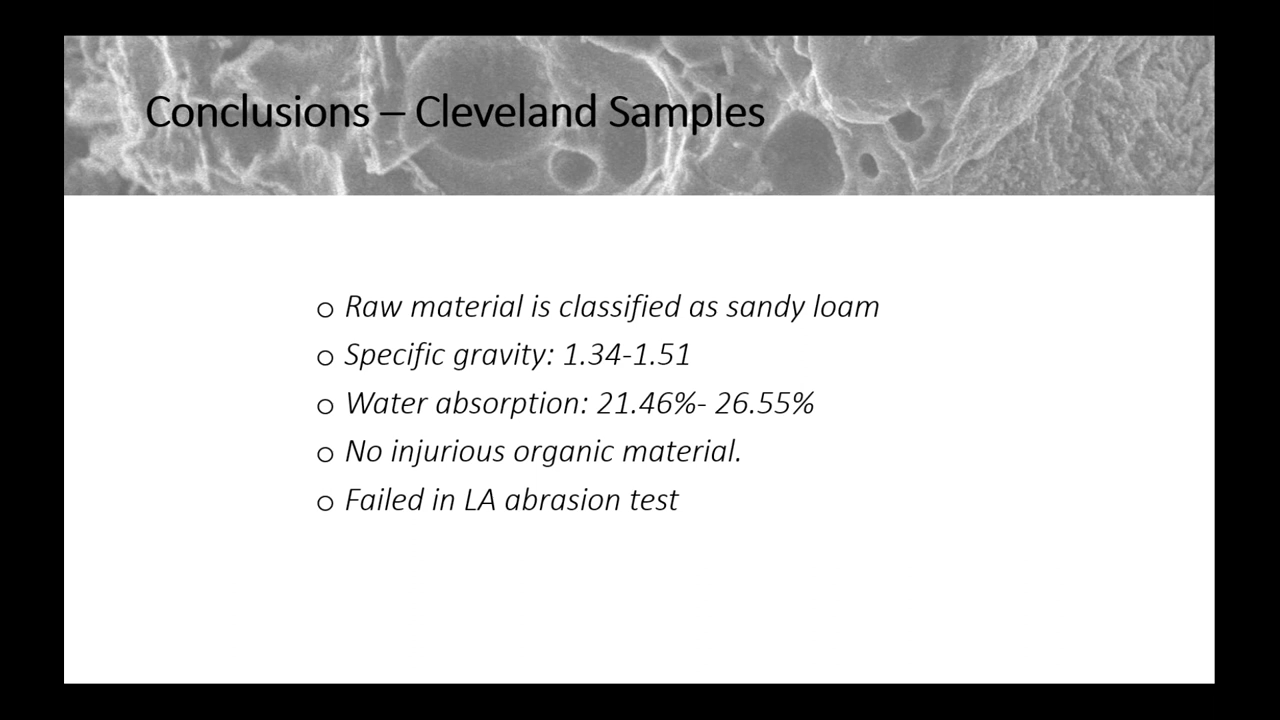 Conclusions – Cleveland Samples
o Raw material is classified as sandy loam
o Specific gravity: 1.34-1.51
o Water absorption: 21.46%- 26.55%
o No injurious organic material.
o Failed in LA abrasion test